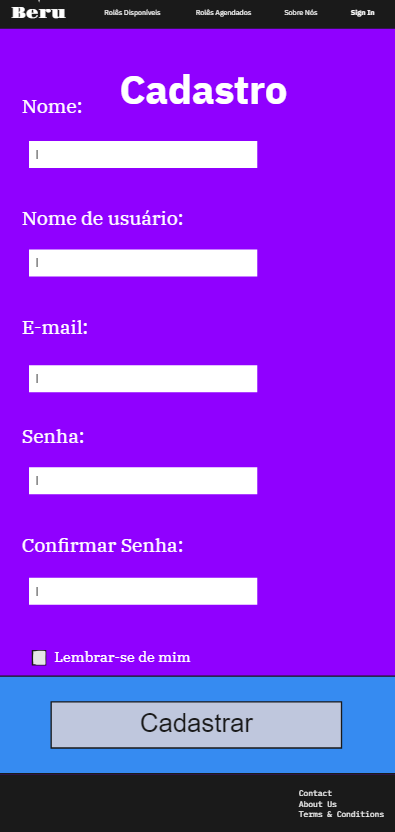 Beru Rolês Disponíveis Rolês Agendados Sobre Nós Sign In
Cadastro
Nome:
Nome de usuário:
E-mail:
Senha:
Confirmar Senha:
Lembrar-se de mim
Cadastrar
Contact
About Us
Terms & Conditions